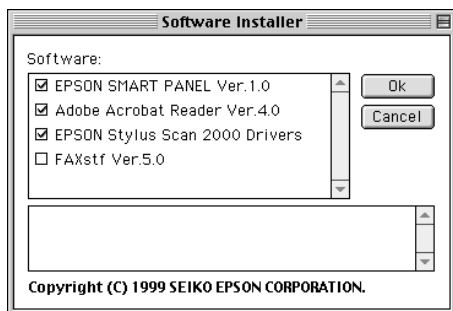 Software Installer
Software:
EPSON SMART PANEL Ver.1.0
Adobe Acrobat Reader Ver.4.0
EPSON Stylus Scan 2000 Drivers
FAXstf Ver.5.0
Ok
Cancel
Copyright (C) 1999 SEIKO EPSON CORPORATION.